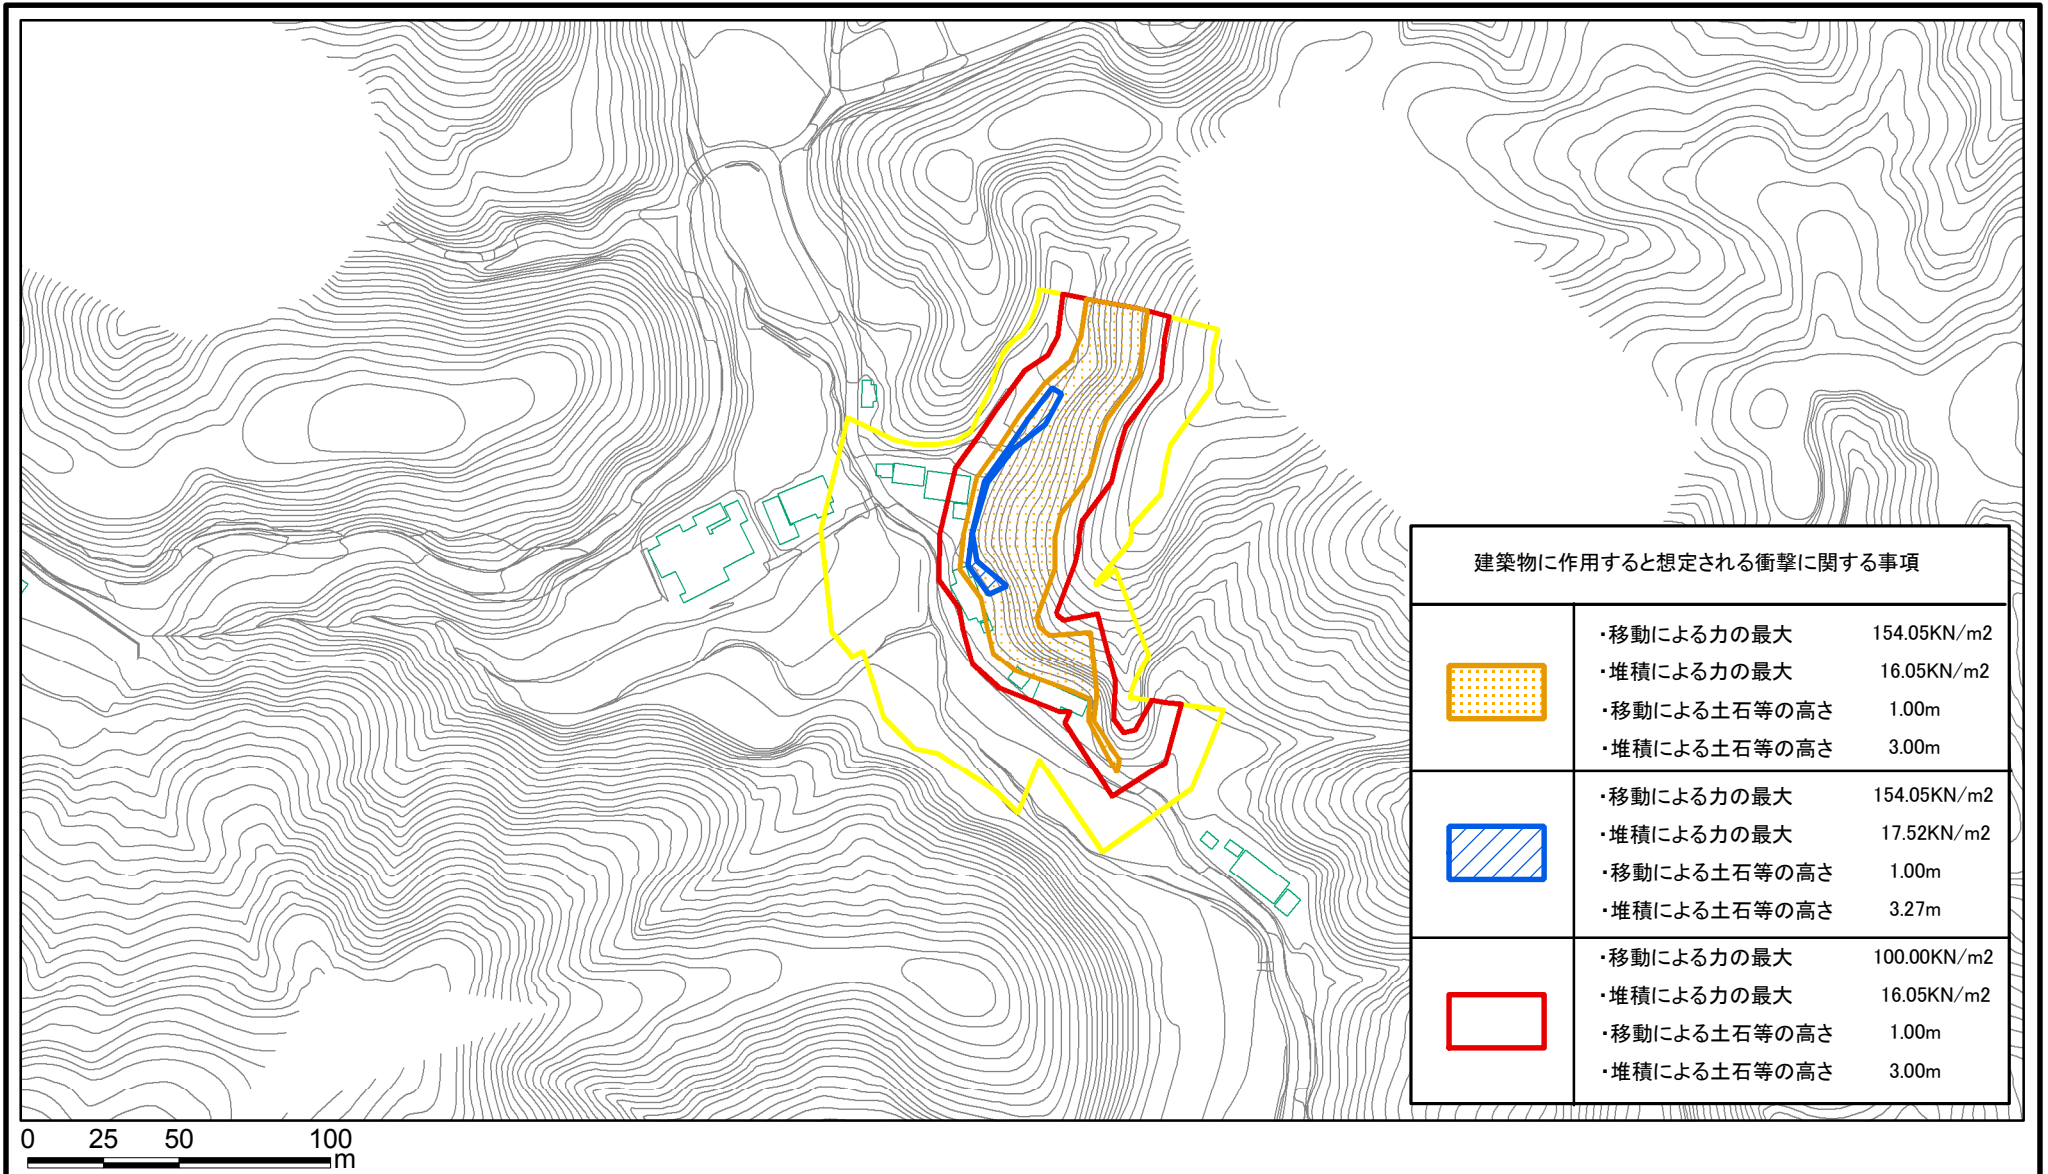 建築物に作用すると想定される衝撃に関する事項
・移動による力の最大 154.05KN/m2
・堆積による力の最大 16.05KN/m2
・移動による土石等の高さ 1.00m
・堆積による土石等の高さ 3.00m
・移動による力の最大 154.05KN/m2
・堆積による力の最大 17.52KN/m2
・移動による土石等の高さ 1.00m
・堆積による土石等の高さ 3.27m
・移動による力の最大 100.00KN/m2
・堆積による力の最大 16.05KN/m2
・移動による土石等の高さ 1.00m
・堆積による土石等の高さ 3.00m
0 25 50 100
m